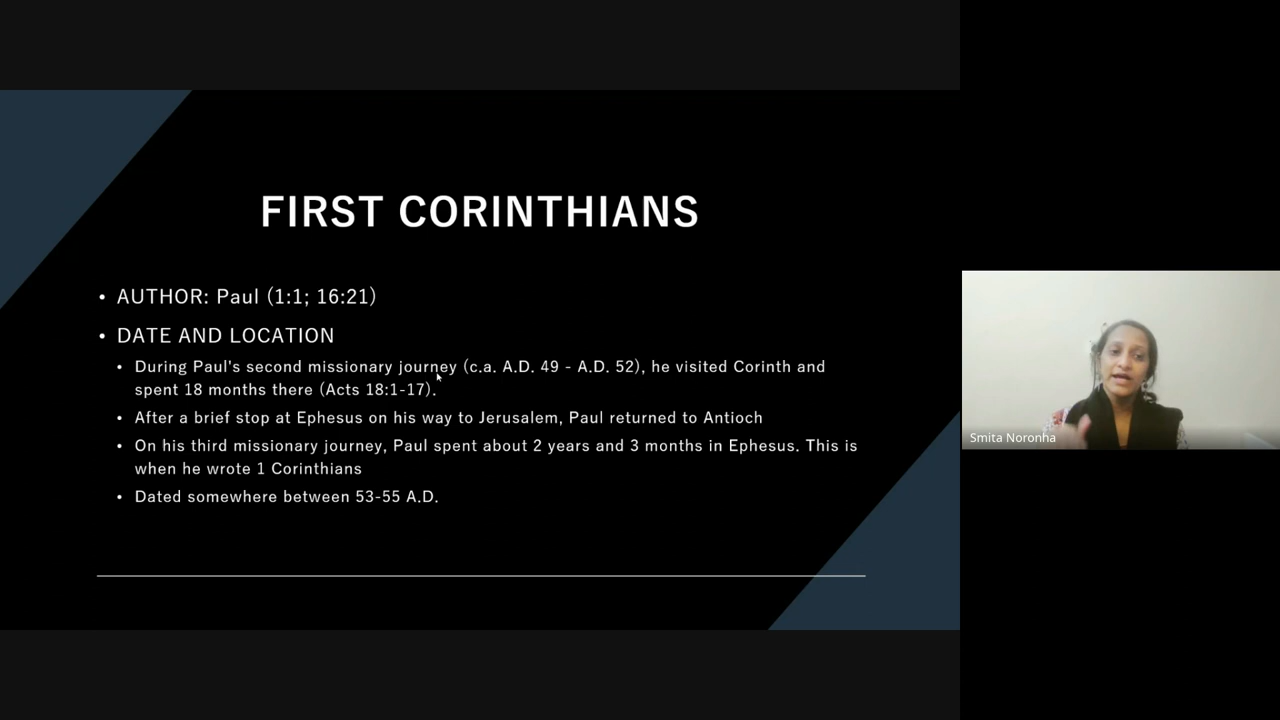 FIRST CORINTHIANS
• AUTHOR: Paul (1:1; 16:21)
• DATE AND LOCATION
• During Paul's second missionary journey (c.a. A.D. 49 - A.D. 52), he visited Corinth and
spent 18 months there (Acts 18:1-17).
• After a brief stop at Ephesus on his way to Jerusalem, Paul returned to Antioch
• On his third missionary journey, Paul spent about 2 years and 3 months in Ephesus. This is
when he wrote 1 Corinthians
• Dated somewhere between 53-55 A.D.
Smita Noronha